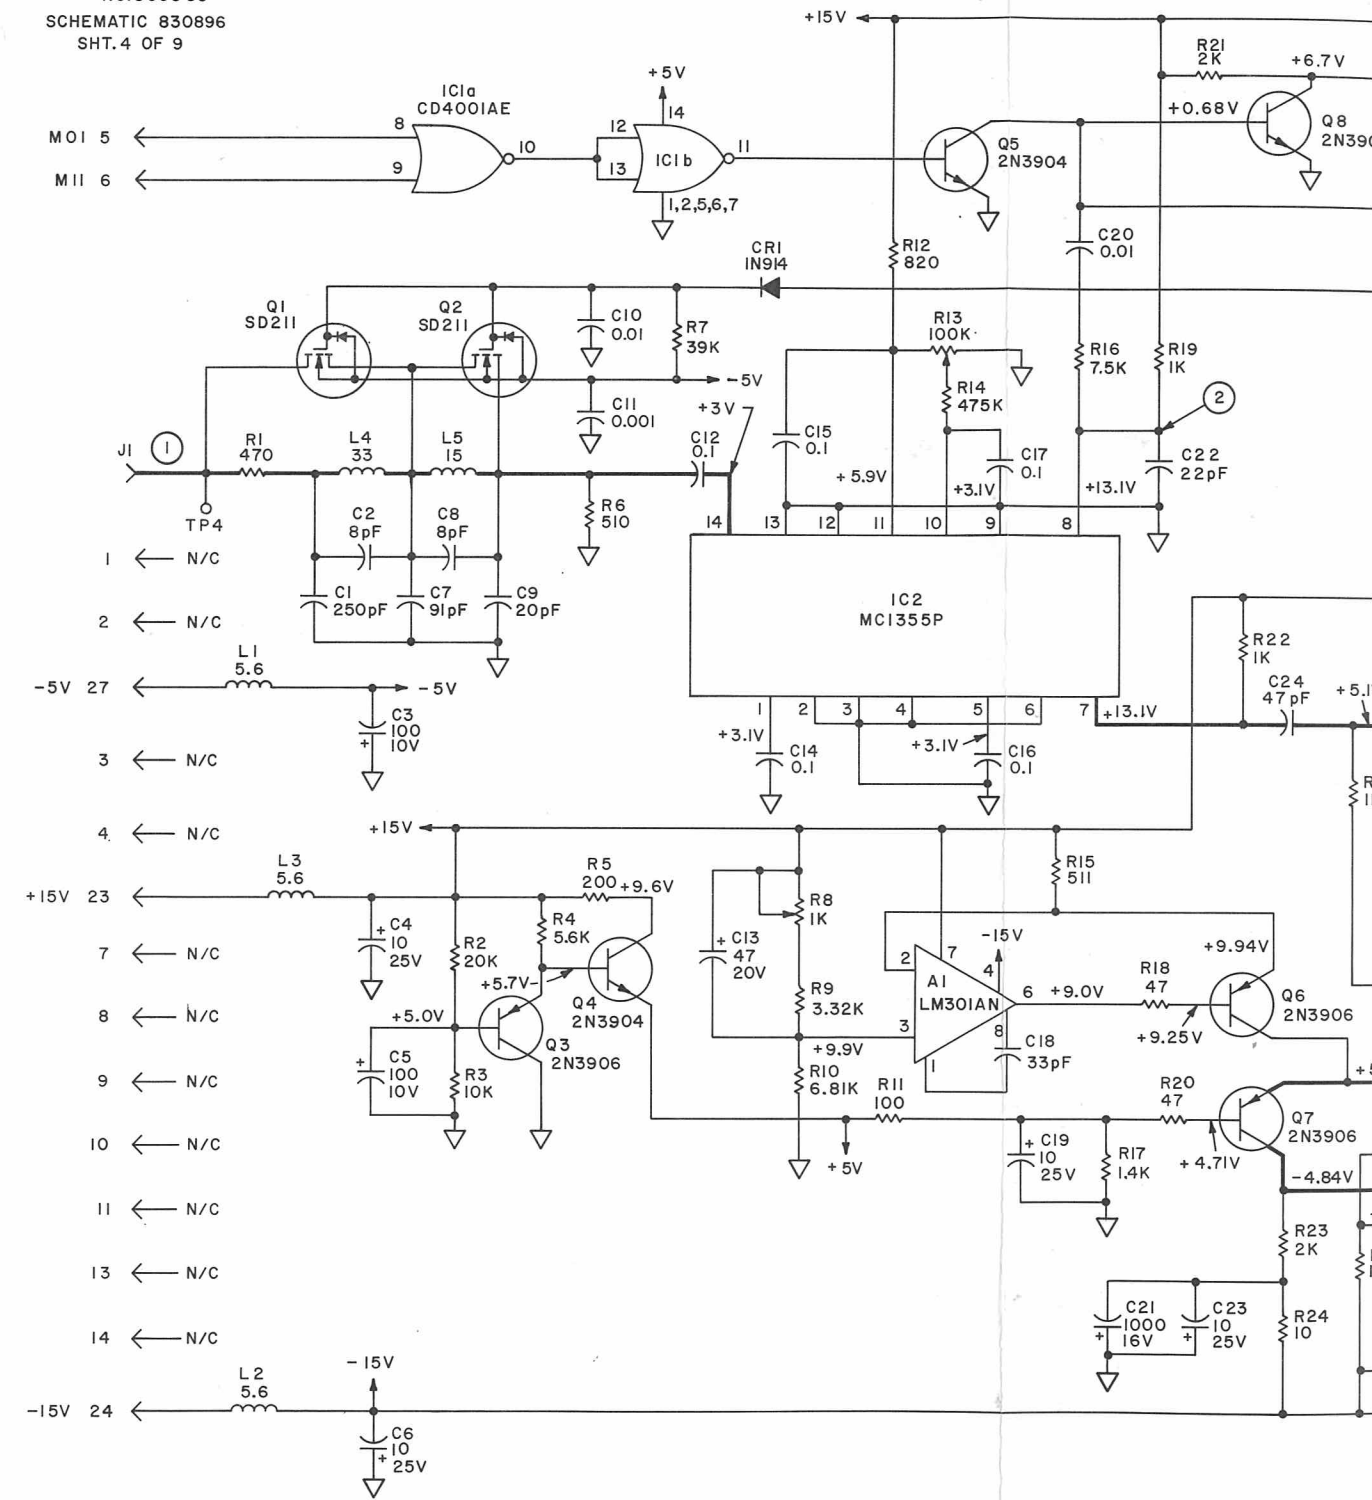 SCHEMATIC 830896
SHT.4 OF 9
+15V
R21
2K
+6.7V
+5V
IC1a
CD4001AE
14
+0.68V
Q8
MO1 5
8
10
12
IC1b
11
Q5
2N3904
M11 6
9
13
1,2,5,6,7
R12
820
C20
0.01
CR1
1N914
Q1
SD211
Q2
SD211
C10
0.01
R7
39K
R13
100K
R16
7.5K
R19
1K
-5V
R14
475K
2
C11
0.001
+3V
J1
1
R1
470
L4
33
L5
15
C12
0.1
C15
0.1
C17
0.1
C22
22pF
+5.9V
+3.1V
+13.1V
TP4
C2
8pF
C8
8pF
R6
510
14
13
12
11
10
9
8
1
N/C
C1
250pF
C7
91pF
C9
20pF
IC2
MC1355P
2
N/C
R22
1K
L1
5.6
-5V 27
-5V
C24
47pF
1
2
3
4
5
6
7
+13.1V
C3
100
10V
+
+3.1V
C14
0.1
+3.1V
C16
0.1
3
N/C
4
N/C
+15V
L3
5.6
R5
200
+9.6V
R15
511
+15V 23
R8
1K
C4
10
25V
+
R4
5.6K
-15V
+9.94V
7
N/C
R2
20K
+
C13
47
20V
2
7
4
A1
LM301AN
6
+9.0V
R18
47
Q6
2N3906
+5.7V
Q4
2N3904
R9
3.32K
8
N/C
+5.0V
3
8
C18
33pF
+9.25V
Q3
2N3906
+9.9V
1
+
C5
100
10V
R3
10K
R10
6.81K
R11
100
R20
47
9
N/C
Q7
2N3906
10
N/C
+5V
+
C19
10
25V
R17
1.4K
+4.71V
-4.84V
11
N/C
R23
2K
13
N/C
C21
1000
16V
+
C23
10
25V
+
R24
10
14
N/C
-15V
L2
5.6
-15V 24
C6
10
25V
+